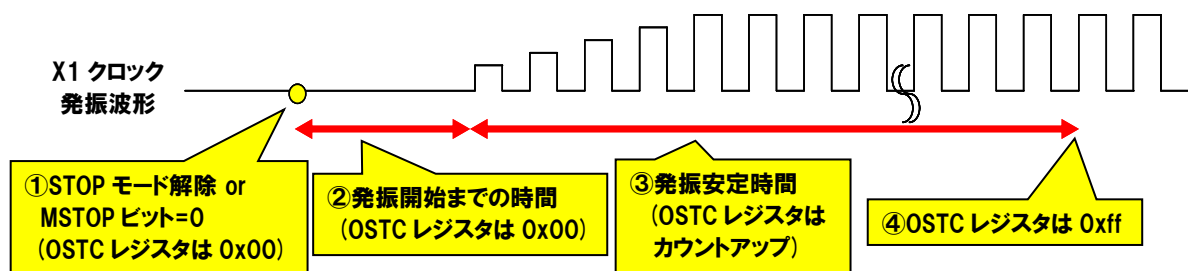 X1 クロック
発振波形
①STOP モード解除 or
MSTOP ビット=0
(OSTC レジスタは 0x00)
②発振開始までの時間
(OSTC レジスタは 0x00)
③発振安定時間
(OSTC レジスタは
カウントアップ)
④OSTC レジスタは 0xff